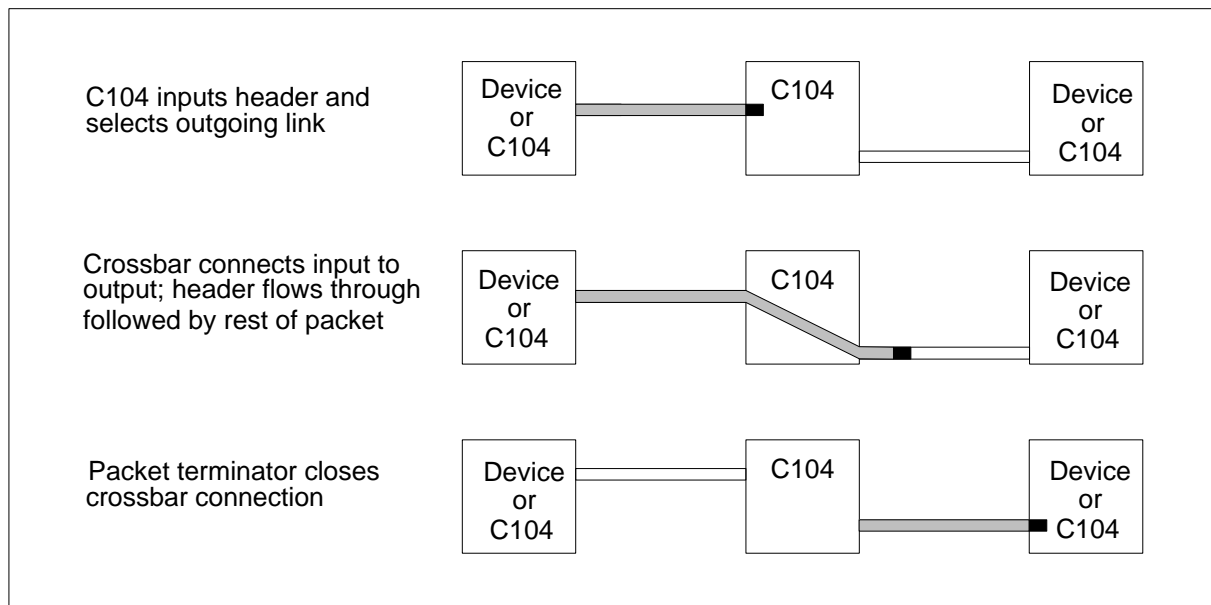 C104 inputs header and
selects outgoing link
Device
or
C104
C104
Device
or
C104
Crossbar connects input to
output; header flows through
followed by rest of packet
Device
or
C104
C104
Device
or
C104
Packet terminator closes
crossbar connection
Device
or
C104
C104
Device
or
C104